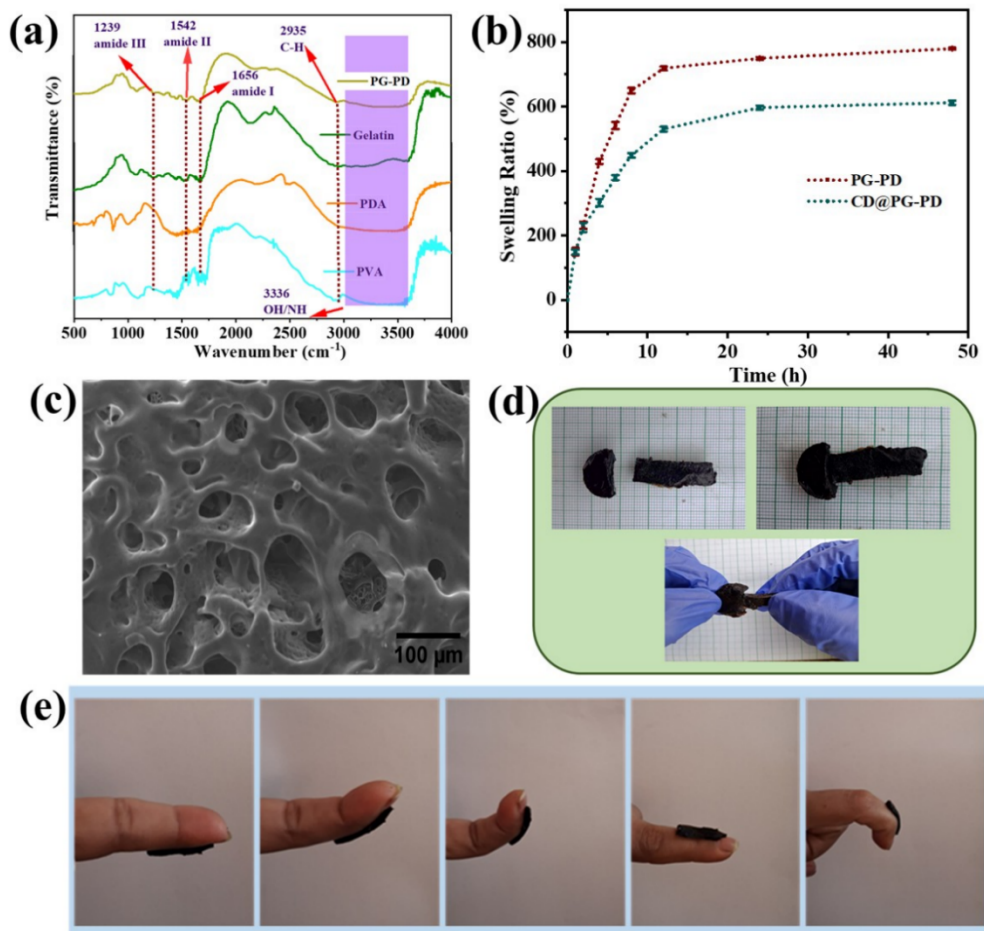 (a)
1239
amide III
1542
amide II
2935
C-H
1656
amide I
PG-PD
Gelatin
PDA
PVA
3336
OH/NH
Transmittance (%)
500 1000 1500 2000 2500 3000 3500 4000
Wavenumber (cm-1)
(b)
800
600
400
200
0
Swelling Ratio (%)
PG-PD
CD@PG-PD
0 10 20 30 40 50
Time (h)
(c)
100 µm
(d)
(e)